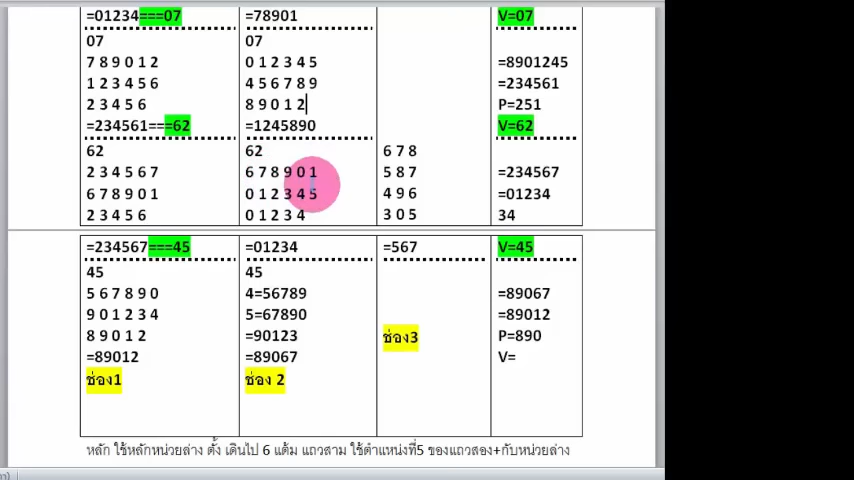 =01234===07 =78901 V=07
07 07
7 8 9 0 1 2 0 1 2 3 4 5 =8901245
1 2 3 4 5 6 4 5 6 7 8 9 =234561
2 3 4 5 6 8 9 0 1 2 P=251
=234561===62 =1245890 V=62
62 62 6 7 8
2 3 4 5 6 7 6 7 8 9 0 1 5 8 7 =234567
6 7 8 9 0 1 0 1 2 3 4 5 4 9 6 =01234
2 3 4 5 6 0 1 2 3 4 3 0 5 34
=234567===45 =01234 =567 V=45
45 45
5 6 7 8 9 0 4=56789 =89067
9 0 1 2 3 4 5=67890 =89012
8 9 0 1 2 =90123 ช่อง3 P=890
=89012 =89067 V=
ช่อง1 ช่อง 2
หลัก ใช้หลักหน่วยล่าง ตั้ง เดินไป 6 แต้ม แถวสาม ใช้ตำแหน่งที่5 ของแถวสอง+กับหน่วยล่าง